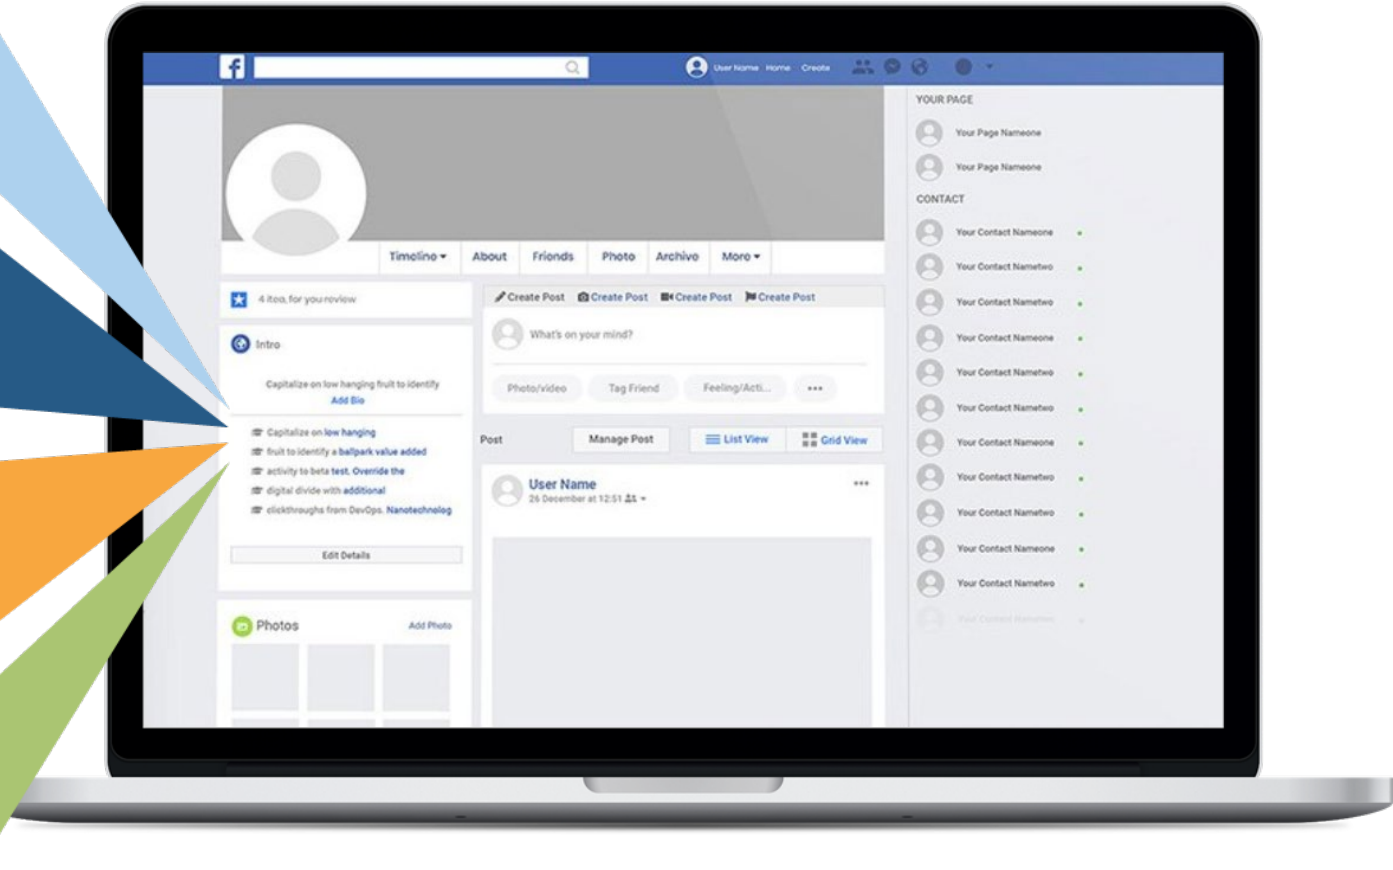 f
User Name Home Create
Timeline About Friends Photo Archive More
4 itea, for you review
Intro
Capitalize on low hanging fruit to identify
Add Bio
Capitalize on low hanging
fruit to identify a ballpark value added
activity to beta test. Override the
digital divide with additional
clickthroughs from DevOps. Nanotechnolog
Edit Details
Photos Add Photo
Create Post Create Post Create Post Create Post
What's on your mind?
Photo/video Tag Friend Feeling/Acti... •••
Post Manage Post List View Grid View
User Name
26 December at 12:51
YOUR PAGE
Your Page Nameone
Your Page Nameone
CONTACT
Your Contact Nameone
Your Contact Nametwo
Your Contact Nametwo
Your Contact Nameone
Your Contact Nametwo
Your Contact Nametwo
Your Contact Nameone
Your Contact Nametwo
Your Contact Nametwo
Your Contact Nameone
Your Contact Nametwo
Your Contact Nametwo